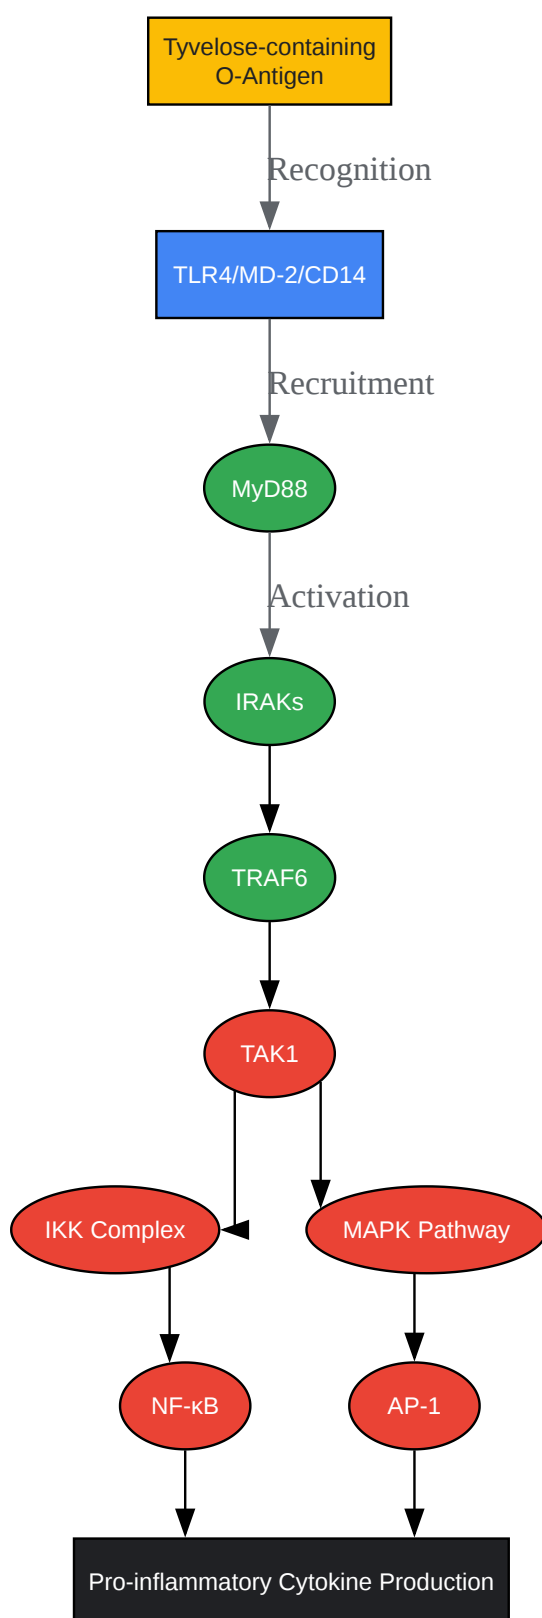 Tyvelose-containing
O-Antigen
Recognition
TLR4/MD-2/CD14
Recruitment
MyD88
Activation
IRAKs
TRAF6
TAK1
IKK Complex
MAPK Pathway
NF-κB
AP-1
Pro-inflammatory Cytokine Production